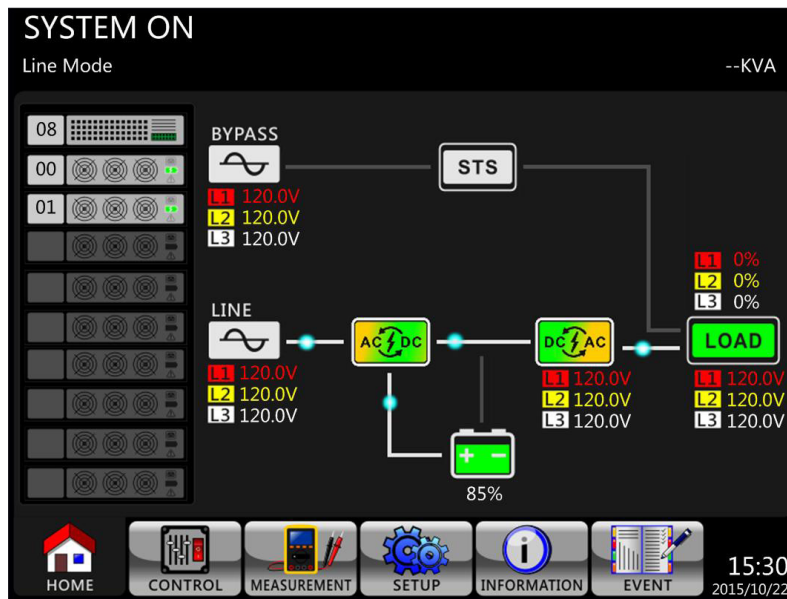 SYSTEM ON
Line Mode
--KVA
08
00
01
BYPASS
L1 120.0V
L2 120.0V
L3 120.0V
STS
L1 0%
L2 0%
L3 0%
LINE
AC DC
DC AC
LOAD
L1 120.0V
L2 120.0V
L3 120.0V
L1 120.0V
L2 120.0V
L3 120.0V
L1 120.0V
L2 120.0V
L3 120.0V
+ −
85%
HOME
CONTROL
MEASUREMENT
SETUP
INFORMATION
EVENT
15:30
2015/10/22